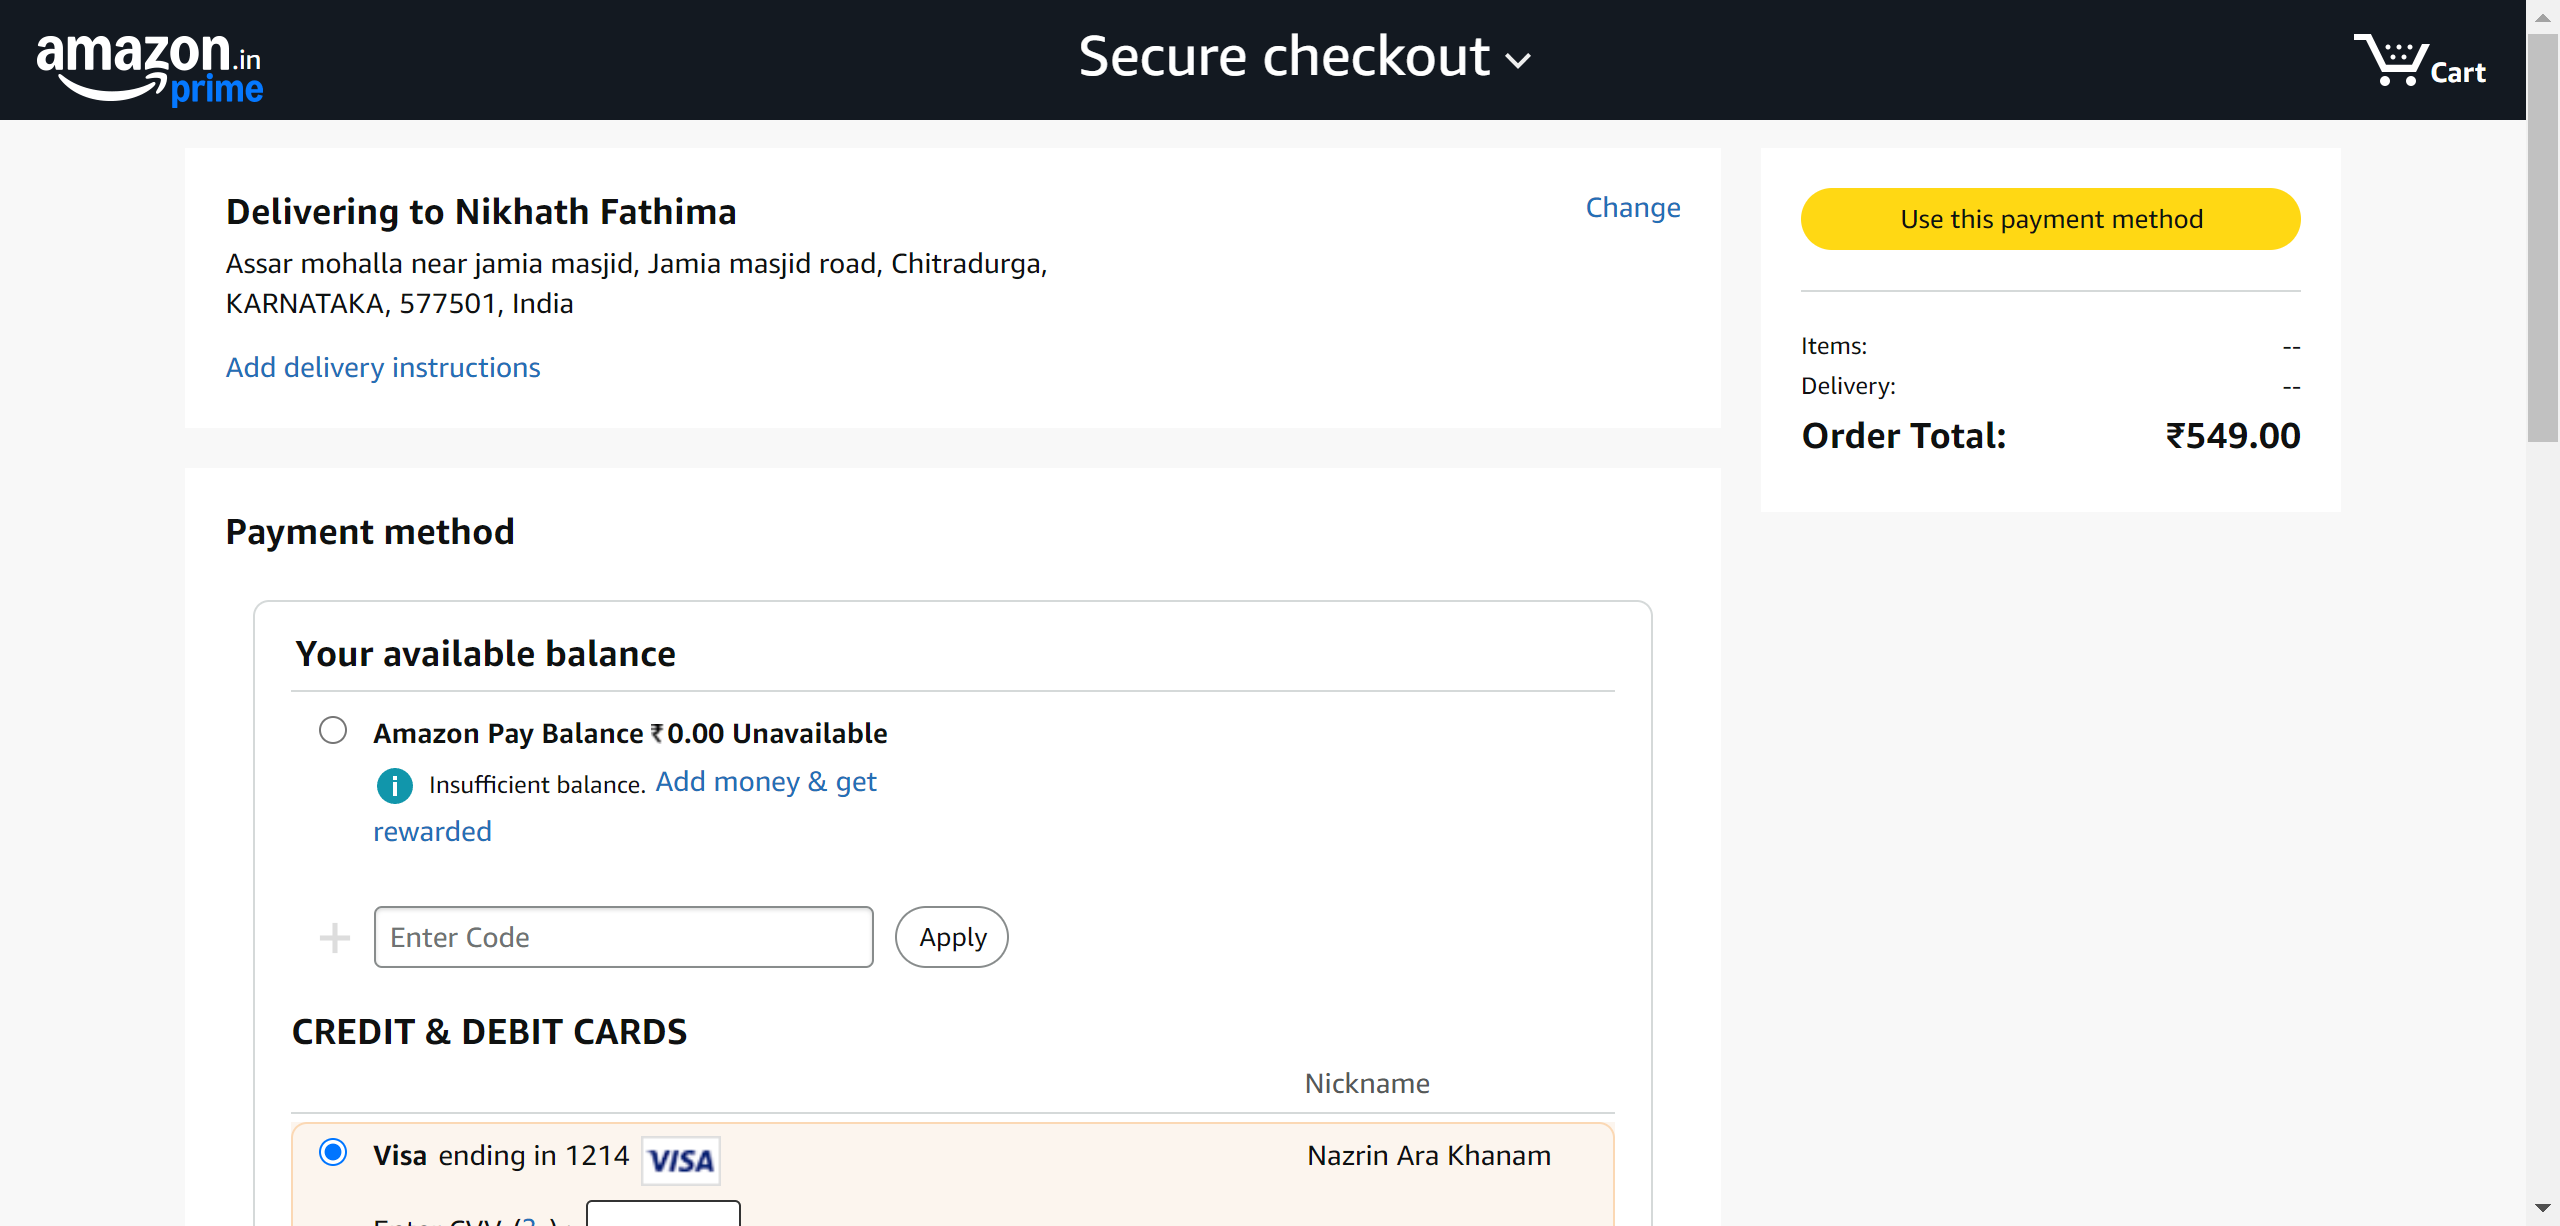 amazon.in
prime
Secure checkout
Cart
Delivering to Nikhath Fathima
Change
Assar mohalla near jamia masjid, Jamia masjid road, Chitradurga,
KARNATAKA, 577501, India
Add delivery instructions
Use this payment method
Items: --
Delivery: --
Order Total: ₹549.00
Payment method
Your available balance
Amazon Pay Balance ₹0.00 Unavailable
Insufficient balance. Add money & get
rewarded
Enter Code
Apply
CREDIT & DEBIT CARDS
Nickname
Visa ending in 1214 VISA
Nazrin Ara Khanam
Enter CVV (?) :